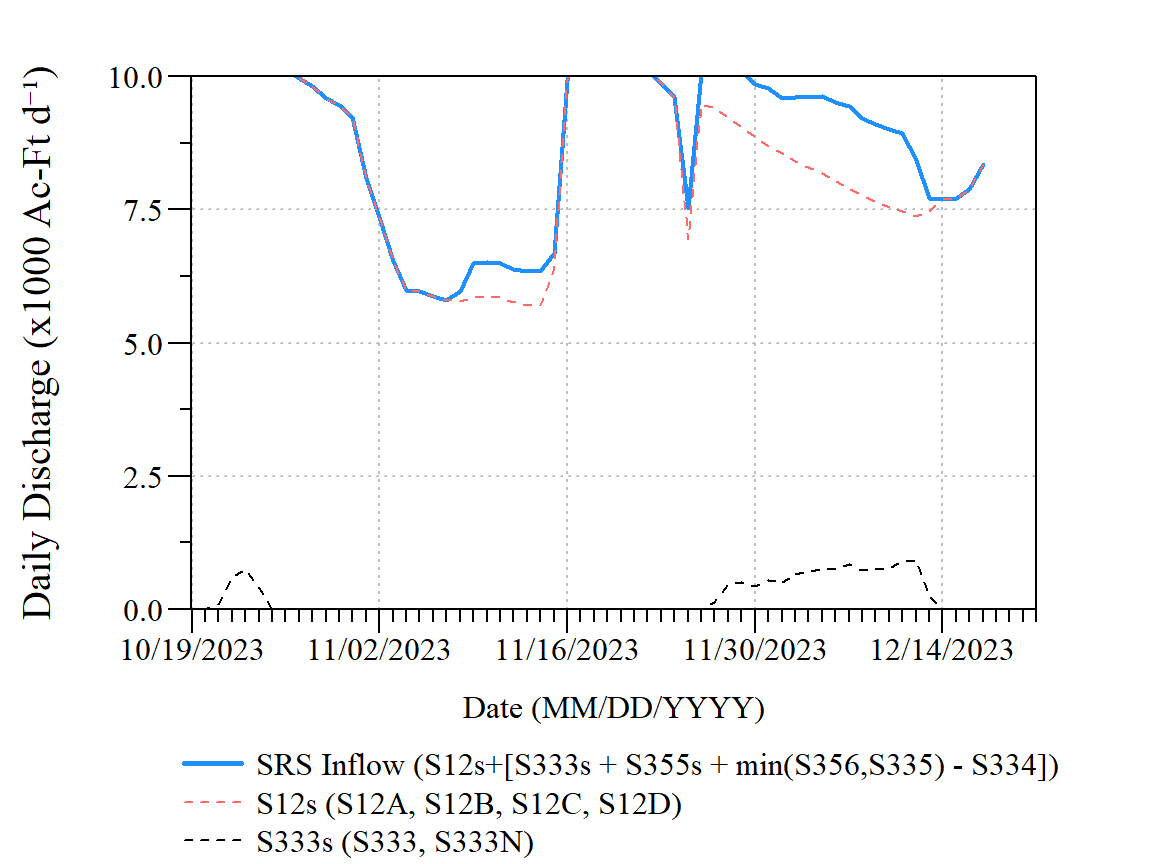 Daily Discharge (x1000 Ac-Ft d⁻¹)
10.0
7.5
5.0
2.5
0.0
10/19/2023 11/02/2023 11/16/2023 11/30/2023 12/14/2023
Date (MM/DD/YYYY)
SRS Inflow (S12s+[S333s + S355s + min(S356,S335) - S334])
S12s (S12A, S12B, S12C, S12D)
S333s (S333, S333N)